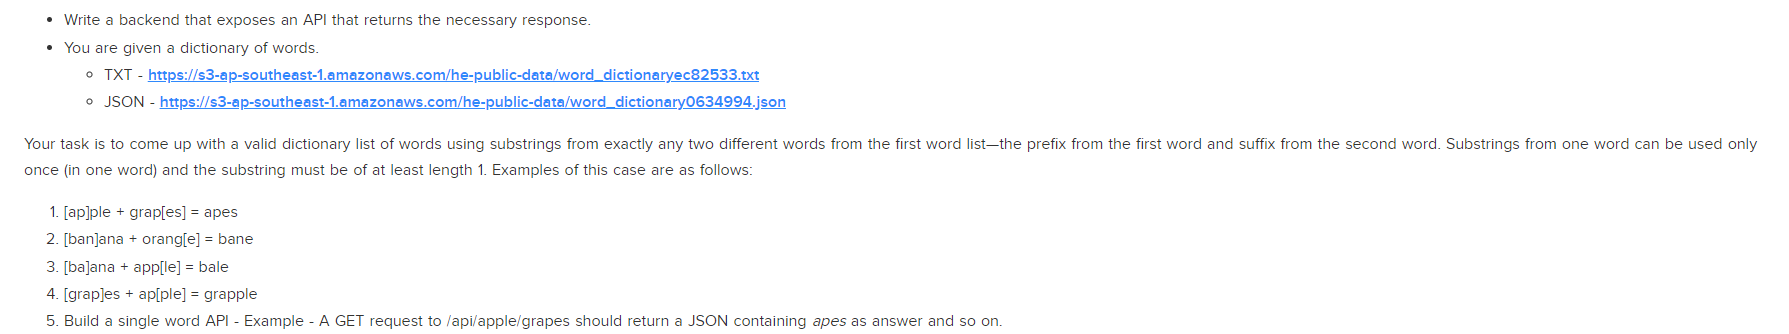 • Write a backend that exposes an API that returns the necessary response.
• You are given a dictionary of words.
○ TXT - https://s3-ap-southeast-1.amazonaws.com/he-public-data/word_dictionaryec82533.txt
○ JSON - https://s3-ap-southeast-1.amazonaws.com/he-public-data/word_dictionary0634994.json
Your task is to come up with a valid dictionary list of words using substrings from exactly any two different words from the first word list—the prefix from the first word and suffix from the second word. Substrings from one word can be used only
once (in one word) and the substring must be of at least length 1. Examples of this case are as follows:
1. [ap]ple + grap[es] = apes
2. [ban]ana + orang[e] = bane
3. [ba]ana + app[le] = bale
4. [grap]es + ap[ple] = grapple
5. Build a single word API - Example - A GET request to /api/apple/grapes should return a JSON containing apes as answer and so on.